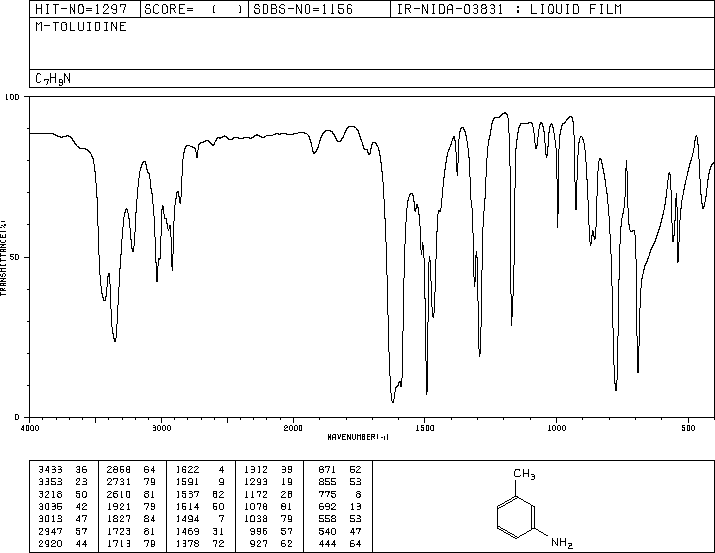 HIT-NO=1297 SCORE= ( ) SDBS-NO=1156 IR-NIDA-03831 : LIQUID FILM
M-TOLUIDINE
C7H9N
100
50
0
TRANSMITTANCE(%)
4000 3000 2000 1500 1000 500
WAVENUMBER(-1)
3433 36 2868 64 1622 4 1312 39 871 52
3353 23 2731 79 1591 9 1293 19 855 53
3218 50 2610 81 1537 62 1172 28 775 8
3035 42 1921 79 1514 60 1078 81 692 13
3013 47 1827 84 1494 7 1038 79 558 53
2947 57 1723 81 1469 31 996 57 540 47
2920 44 1713 79 1378 72 927 62 444 64
CH3
NH2